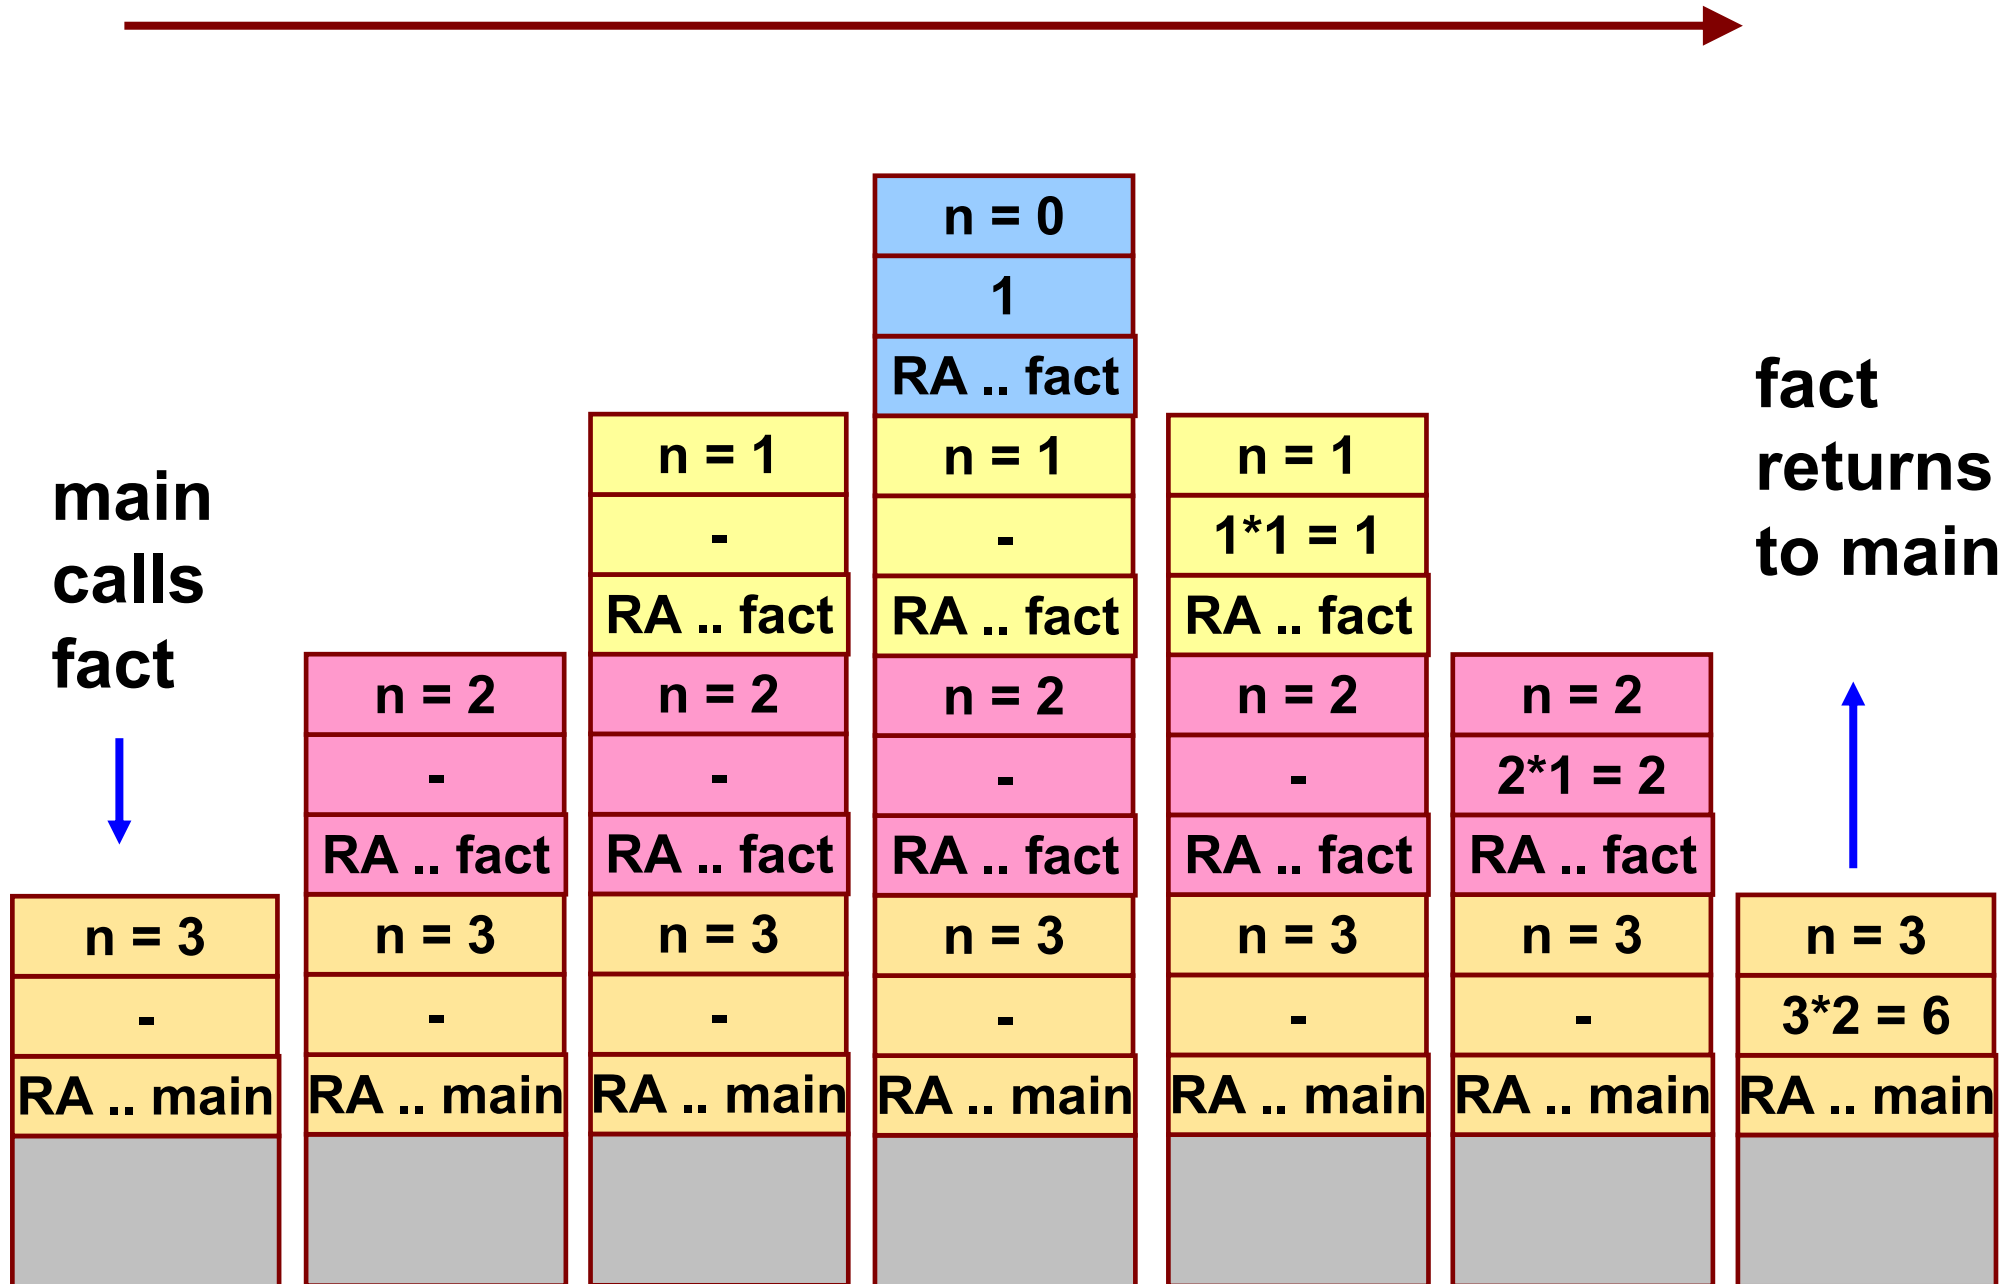 main
calls
fact
n = 3
-
RA .. main
n = 2
-
RA .. fact
n = 3
-
RA .. main
n = 1
-
RA .. fact
n = 2
-
RA .. fact
n = 3
-
RA .. main
n = 0
1
RA .. fact
n = 1
-
RA .. fact
n = 2
-
RA .. fact
n = 3
-
RA .. main
n = 1
1*1 = 1
RA .. fact
n = 2
-
RA .. fact
n = 3
-
RA .. main
n = 2
2*1 = 2
RA .. fact
n = 3
-
RA .. main
fact
returns
to main
n = 3
3*2 = 6
RA .. main